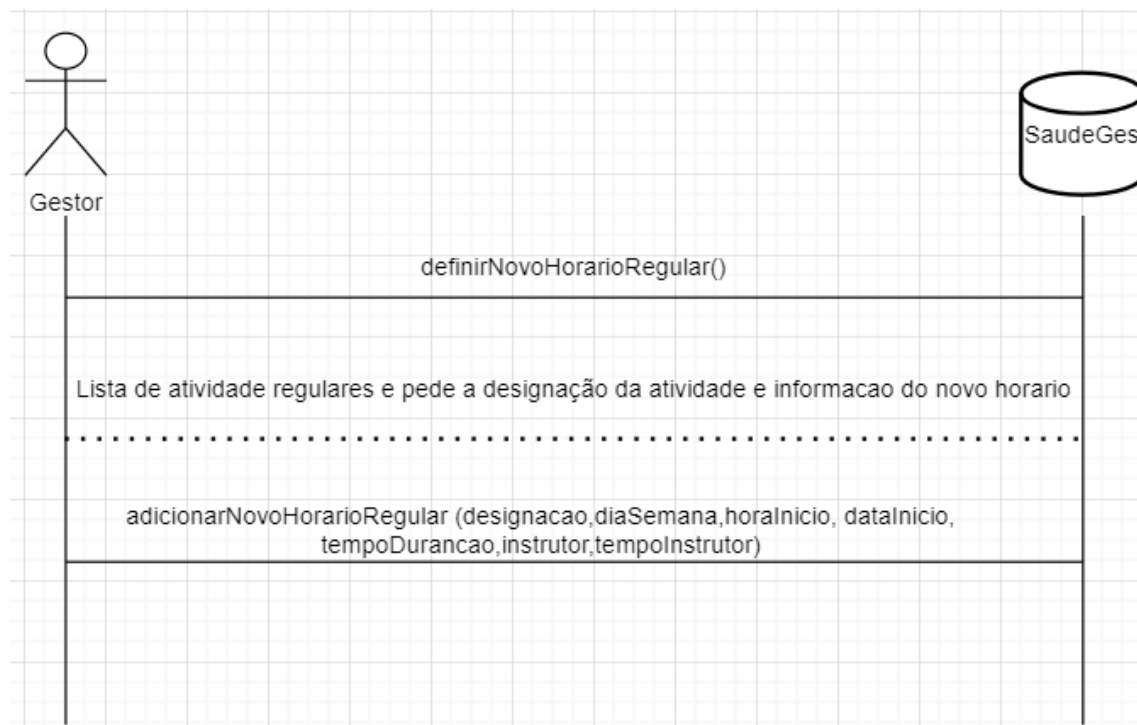 SaudeGes
Gestor
definirNovoHorarioRegular()
Lista de atividade regulares e pede a designação da atividade e informacao do novo horario
adicionarNovoHorarioRegular (designacao,diaSemana,horaInicio, dataInicio,
tempoDurancao,instrutor,tempoInstrutor)